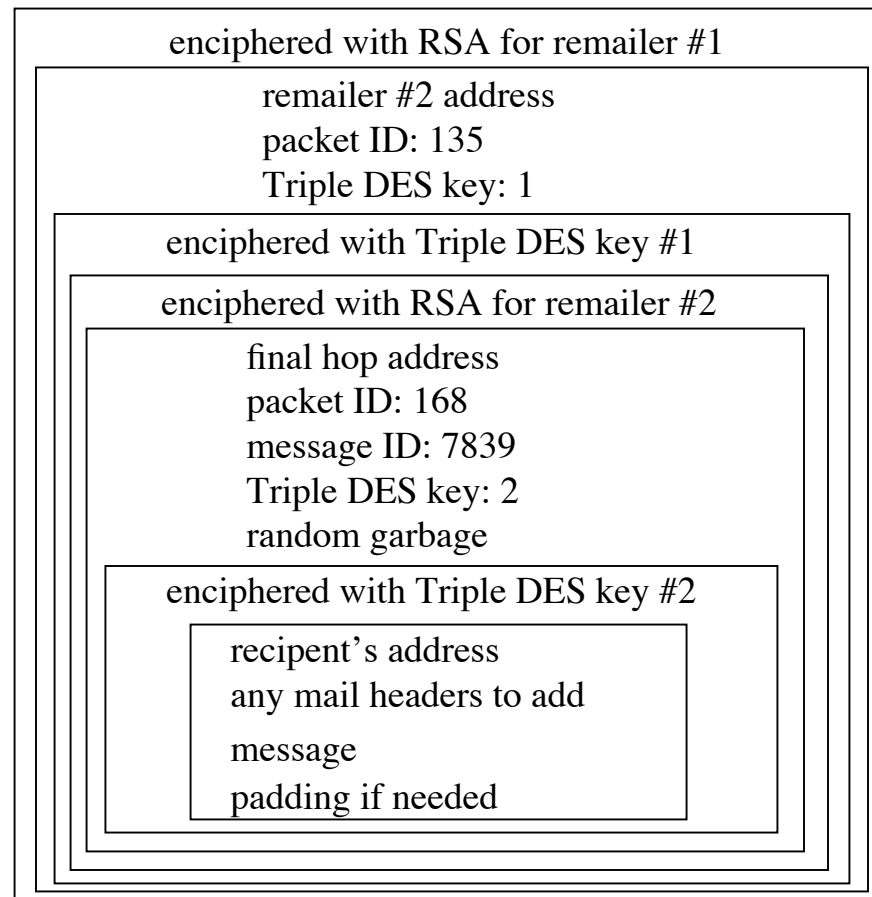 enciphered with RSA for remailer #1
remailer #2 address
packet ID: 135
Triple DES key: 1
enciphered with Triple DES key #1
enciphered with RSA for remailer #2
final hop address
packet ID: 168
message ID: 7839
Triple DES key: 2
random garbage
enciphered with Triple DES key #2
recipent’s address
any mail headers to add
message
padding if needed